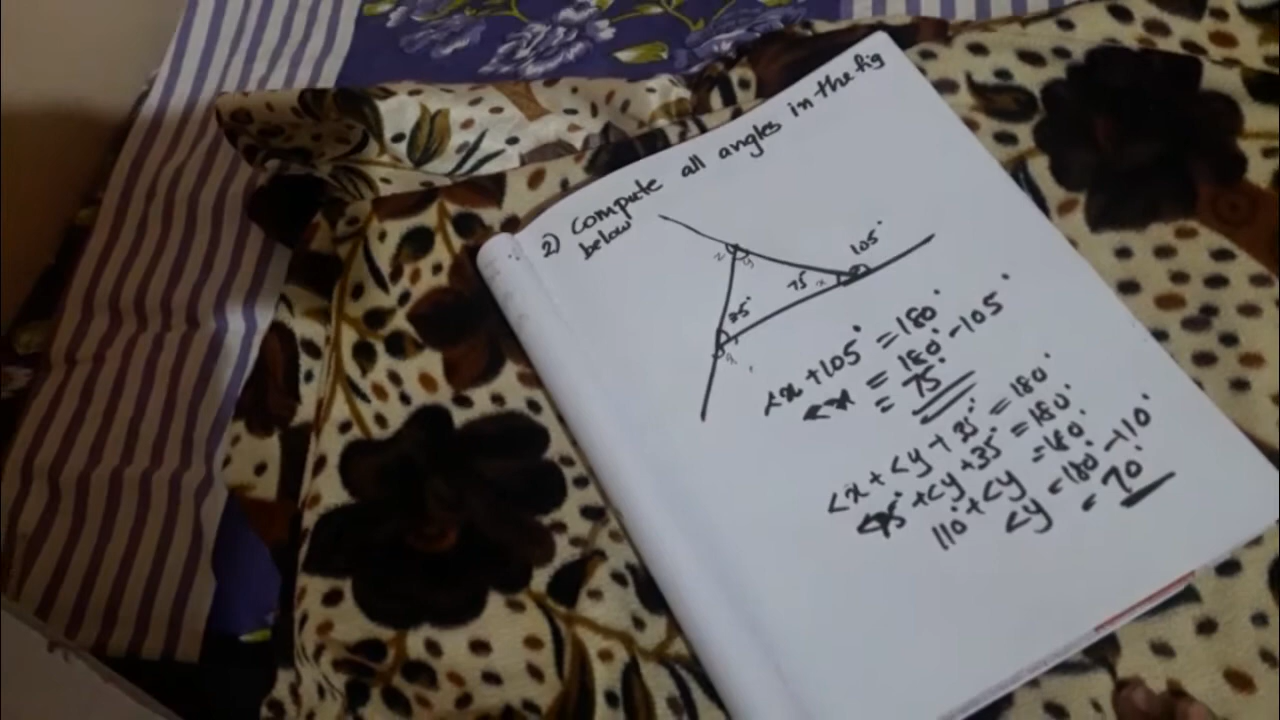 2) Compute all angles in the fig
below
105°
z
y
75
x
35°
<x + 105° = 180°
<x = 180° - 105°
= 75°
<x + <y + 35° = 180°
<75° + <y + 35° = 180°
110° + <y = 180°
<y = 180° - 110°
= 70°